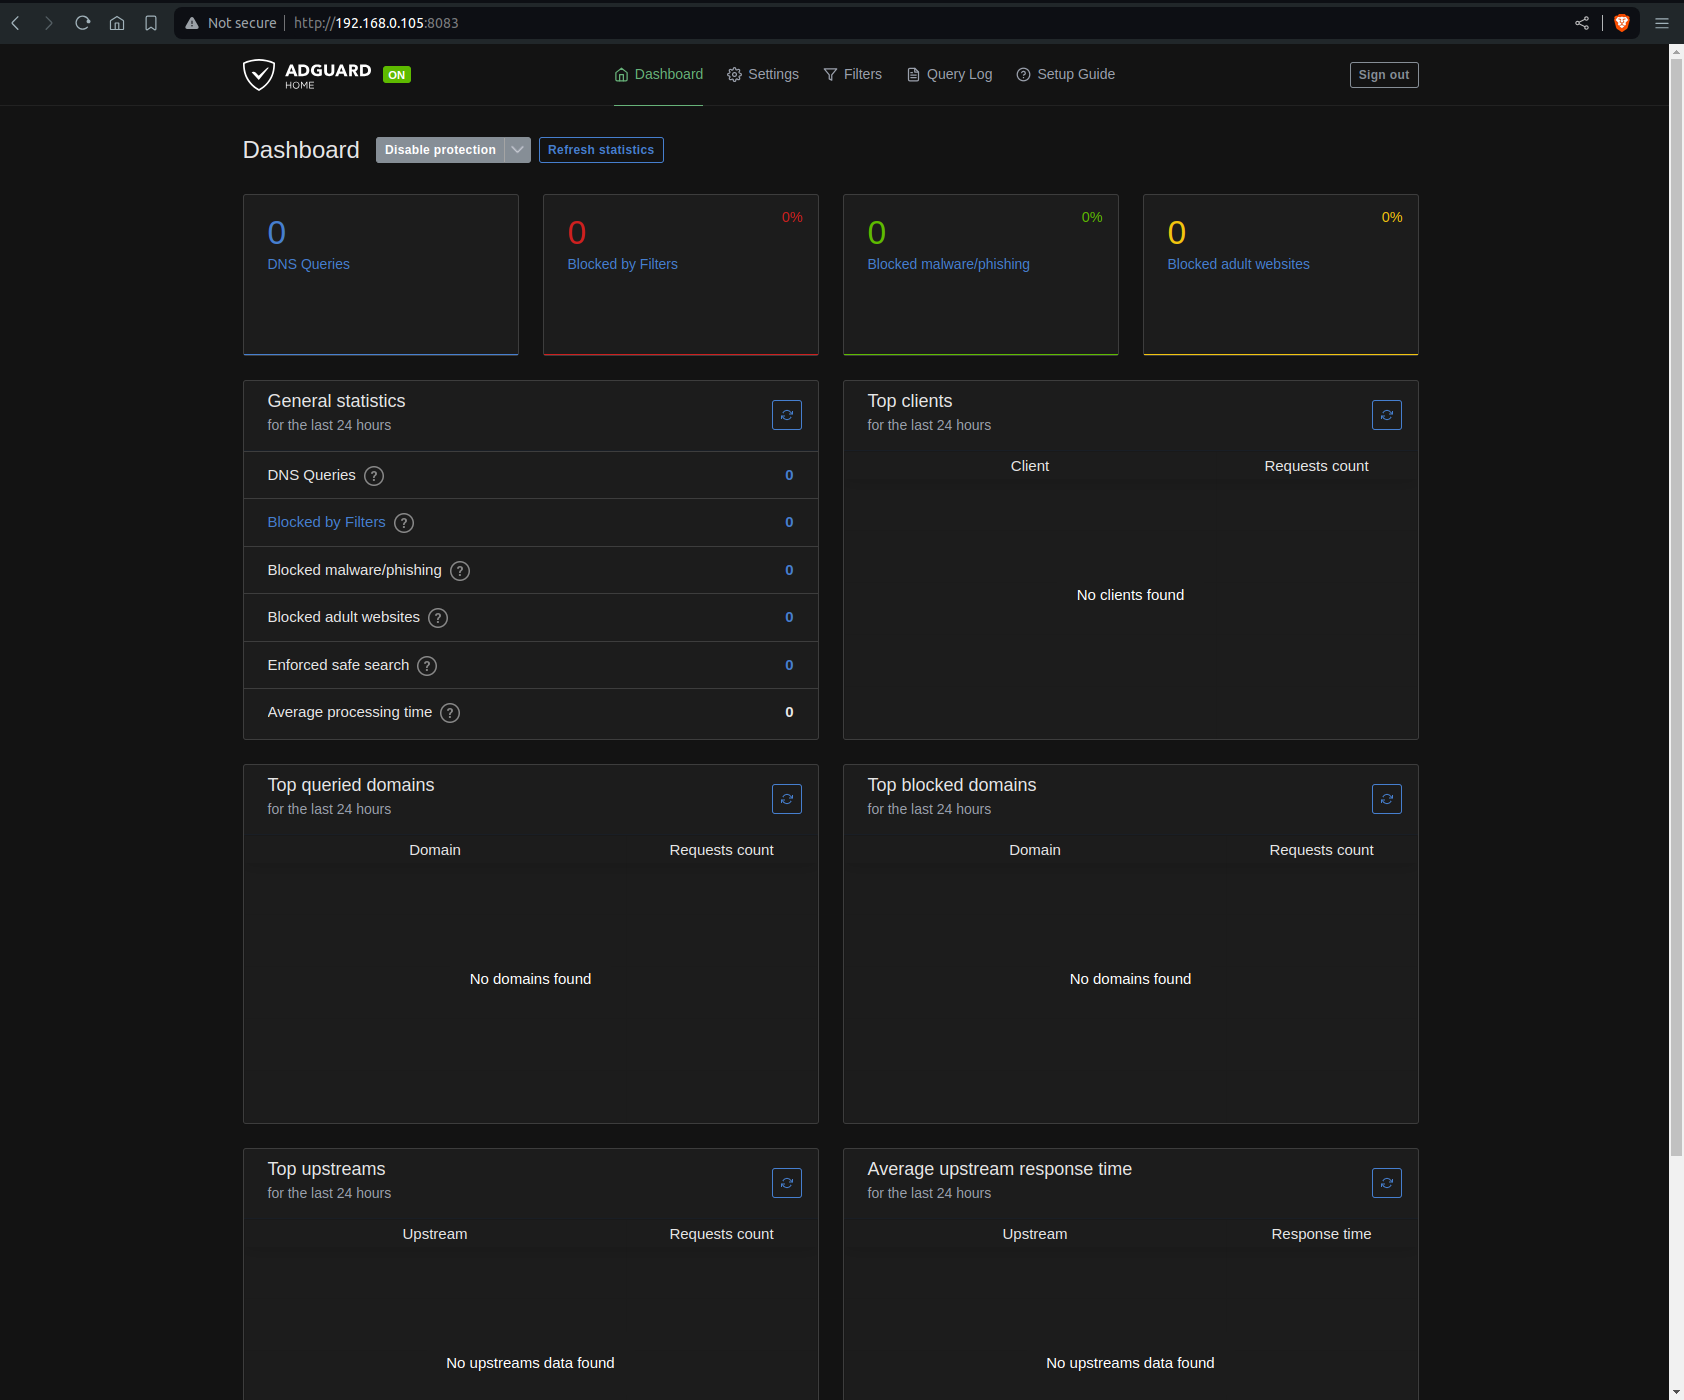 Not secure http://192.168.0.105:8083
ADGUARD
HOME
ON
Dashboard Settings Filters Query Log Setup Guide
Sign out
Dashboard Disable protection Refresh statistics
0
DNS Queries
0 0%
Blocked by Filters
0 0%
Blocked malware/phishing
0 0%
Blocked adult websites
General statistics
for the last 24 hours
DNS Queries ? 0
Blocked by Filters ? 0
Blocked malware/phishing ? 0
Blocked adult websites ? 0
Enforced safe search ? 0
Average processing time ? 0
Top clients
for the last 24 hours
Client Requests count
No clients found
Top queried domains
for the last 24 hours
Domain Requests count
No domains found
Top blocked domains
for the last 24 hours
Domain Requests count
No domains found
Top upstreams
for the last 24 hours
Upstream Requests count
No upstreams data found
Average upstream response time
for the last 24 hours
Upstream Response time
No upstreams data found